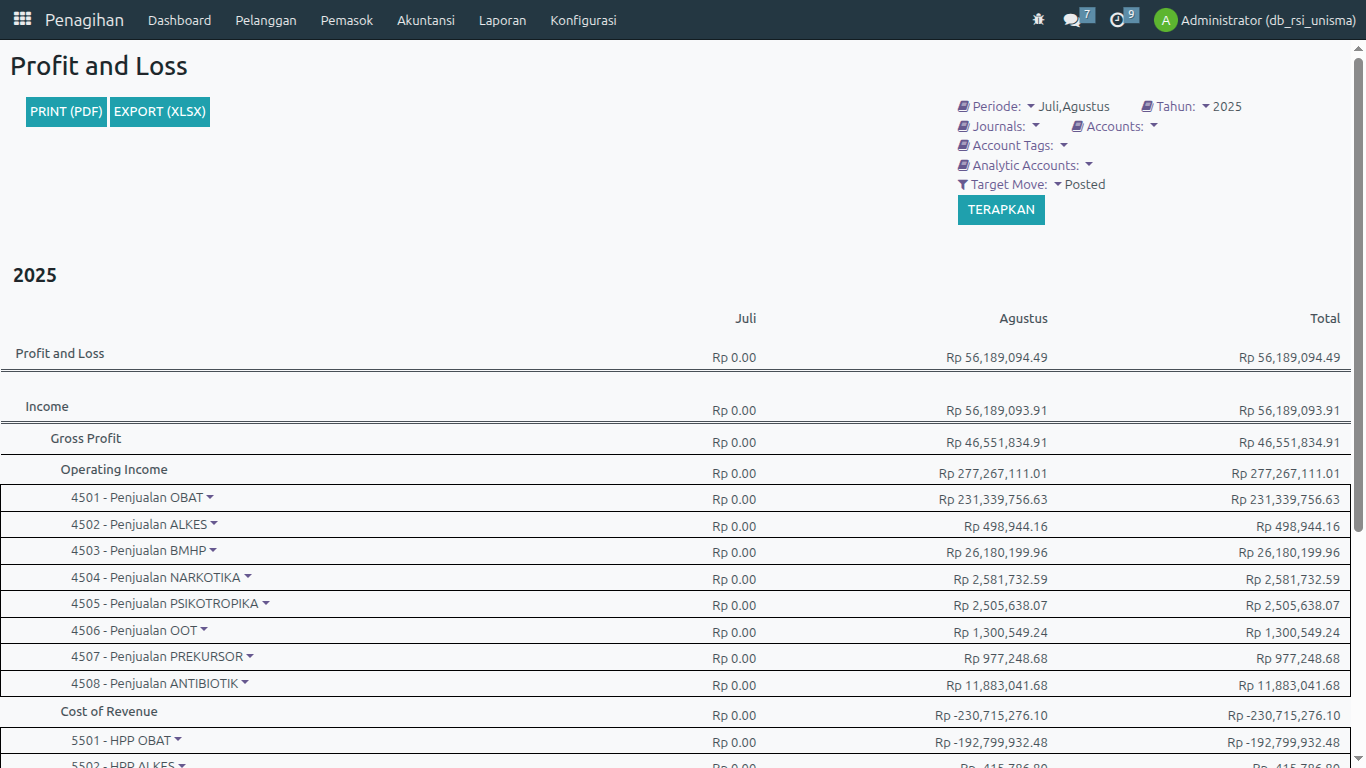 Penagihan Dashboard Pelanggan Pemasok Akuntansi Laporan Konfigurasi 7 9 A Administrator (db_rsi_unisma)
Profit and Loss
PRINT (PDF) EXPORT (XLSX)
Periode: Juli,Agustus Tahun: 2025
Journals: Accounts:
Account Tags:
Analytic Accounts:
Target Move: Posted
TERAPKAN
2025
Juli Agustus Total
Profit and Loss Rp 0.00 Rp 56,189,094.49 Rp 56,189,094.49
Income Rp 0.00 Rp 56,189,093.91 Rp 56,189,093.91
Gross Profit Rp 0.00 Rp 46,551,834.91 Rp 46,551,834.91
Operating Income Rp 0.00 Rp 277,267,111.01 Rp 277,267,111.01
4501 - Penjualan OBAT Rp 0.00 Rp 231,339,756.63 Rp 231,339,756.63
4502 - Penjualan ALKES Rp 0.00 Rp 498,944.16 Rp 498,944.16
4503 - Penjualan BMHP Rp 0.00 Rp 26,180,199.96 Rp 26,180,199.96
4504 - Penjualan NARKOTIKA Rp 0.00 Rp 2,581,732.59 Rp 2,581,732.59
4505 - Penjualan PSIKOTROPIKA Rp 0.00 Rp 2,505,638.07 Rp 2,505,638.07
4506 - Penjualan OOT Rp 0.00 Rp 1,300,549.24 Rp 1,300,549.24
4507 - Penjualan PREKURSOR Rp 0.00 Rp 977,248.68 Rp 977,248.68
4508 - Penjualan ANTIBIOTIK Rp 0.00 Rp 11,883,041.68 Rp 11,883,041.68
Cost of Revenue Rp 0.00 Rp -230,715,276.10 Rp -230,715,276.10
5501 - HPP OBAT Rp 0.00 Rp -192,799,932.48 Rp -192,799,932.48
5502 - HPP ALKES Rp 0.00 Rp -415,786.80 Rp -415,786.80